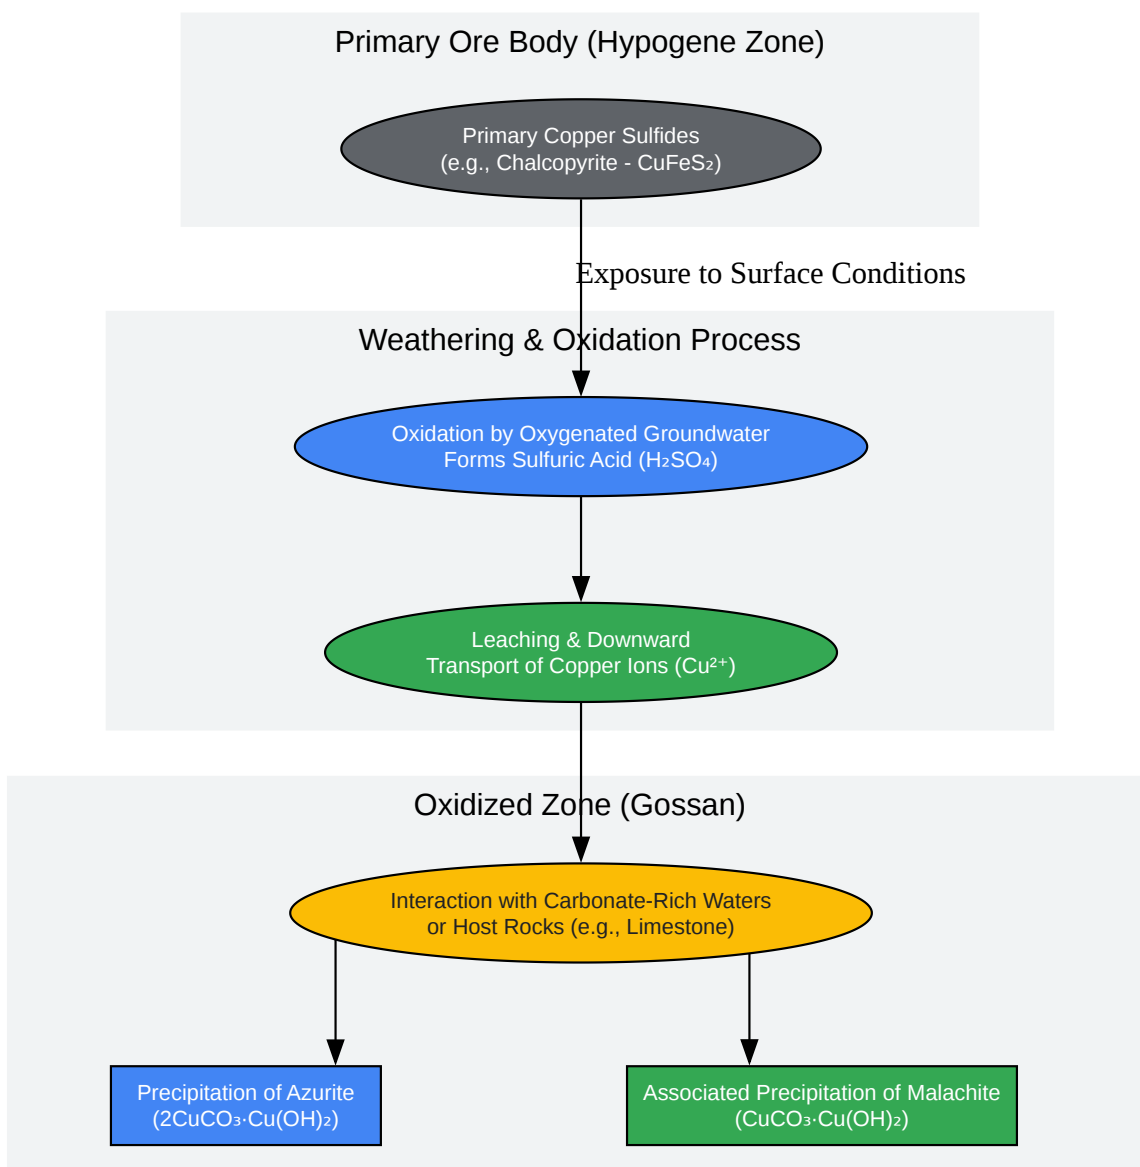 Primary Ore Body (Hypogene Zone)
Primary Copper Sulfides
(e.g., Chalcopyrite - CuFeS₂)
Exposure to Surface Conditions
Weathering & Oxidation Process
Oxidation by Oxygenated Groundwater
Forms Sulfuric Acid (H₂SO₄)
Leaching & Downward
Transport of Copper Ions (Cu²⁺)
Oxidized Zone (Gossan)
Interaction with Carbonate-Rich Waters
or Host Rocks (e.g., Limestone)
Precipitation of Azurite
(2CuCO₃·Cu(OH)₂)
Associated Precipitation of Malachite
(CuCO₃·Cu(OH)₂)